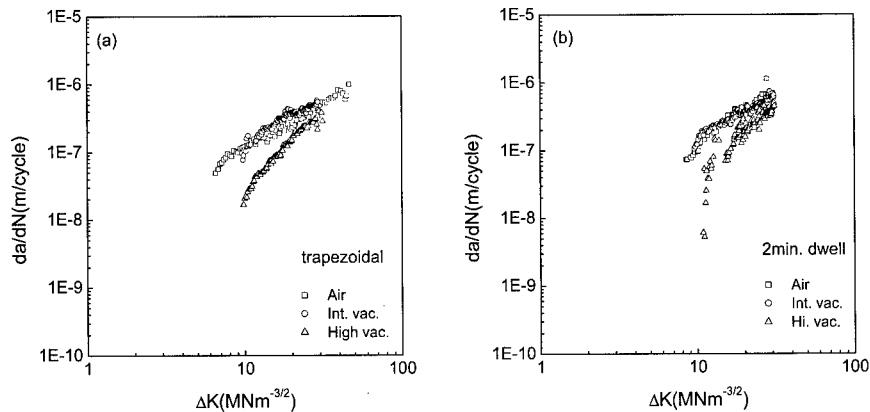 (a)
1E-5
1E-6
1E-7
1E-8
1E-9
1E-10
da/dN(m/cycle)
1
10
100
ΔK(MNm-3/2)
trapezoidal
Air
Int. vac.
High vac.
(b)
1E-5
1E-6
1E-7
1E-8
1E-9
1E-10
da/dN(m/cycle)
1
10
100
ΔK(MNm-3/2)
2min. dwell
Air
Int. vac.
Hi. vac.